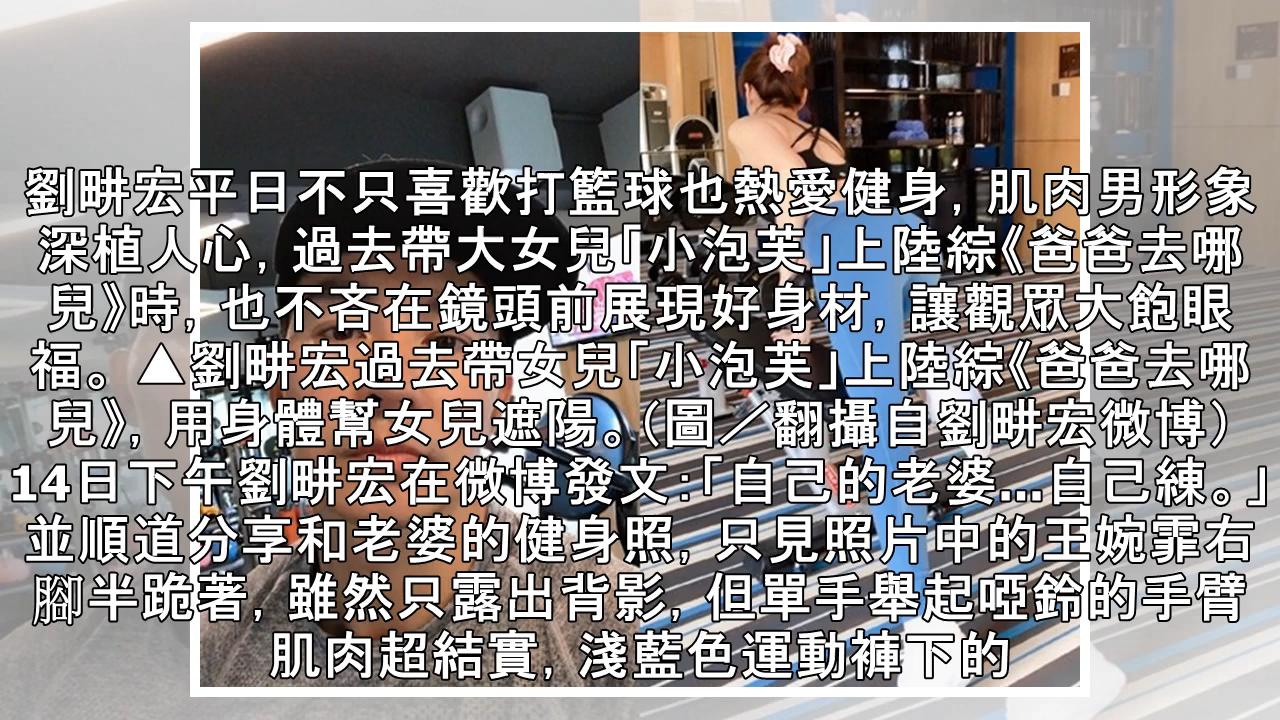 劉畊宏平日不只喜歡打籃球也熱愛健身, 肌肉男形象
深植人心, 過去帶大女兒「小泡芙」上陸綜《爸爸去哪
兒》時, 也不吝在鏡頭前展現好身材, 讓觀眾大飽眼
福。▲劉畊宏過去帶女兒「小泡芙」上陸綜《爸爸去哪
兒》, 用身體幫女兒遮陽。(圖／翻攝自劉畊宏微博)
14日下午劉畊宏在微博發文:「自己的老婆...自己練。」
並順道分享和老婆的健身照, 只見照片中的王婉霏右
腳半跪著, 雖然只露出背影, 但單手舉起啞鈴的手臂
肌肉超結實, 淺藍色運動褲下的